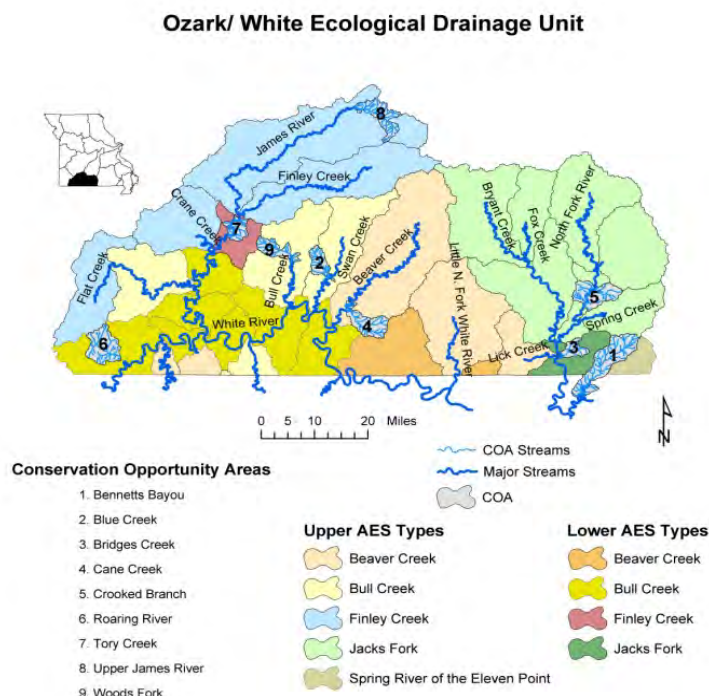 Ozark/ White Ecological Drainage Unit
James River
8
Finley Creek
Crane Creek
7
9
2
Bull Creek
Swan Creek
Beaver Creek
Little N. Fork White River
Bryant Creek
Fox Creek
North Fork River
Flat Creek
White River
6
4
5
Spring Creek
Lick Creek
3
1
0 5 10 20 Miles
N
COA Streams
Major Streams
COA
Conservation Opportunity Areas
1. Bennetts Bayou
2. Blue Creek
3. Bridges Creek
4. Cane Creek
5. Crooked Branch
6. Roaring River
7. Tory Creek
8. Upper James River
9. Woods Fork
Upper AES Types
Beaver Creek
Bull Creek
Finley Creek
Jacks Fork
Spring River of the Eleven Point
Lower AES Types
Beaver Creek
Bull Creek
Finley Creek
Jacks Fork